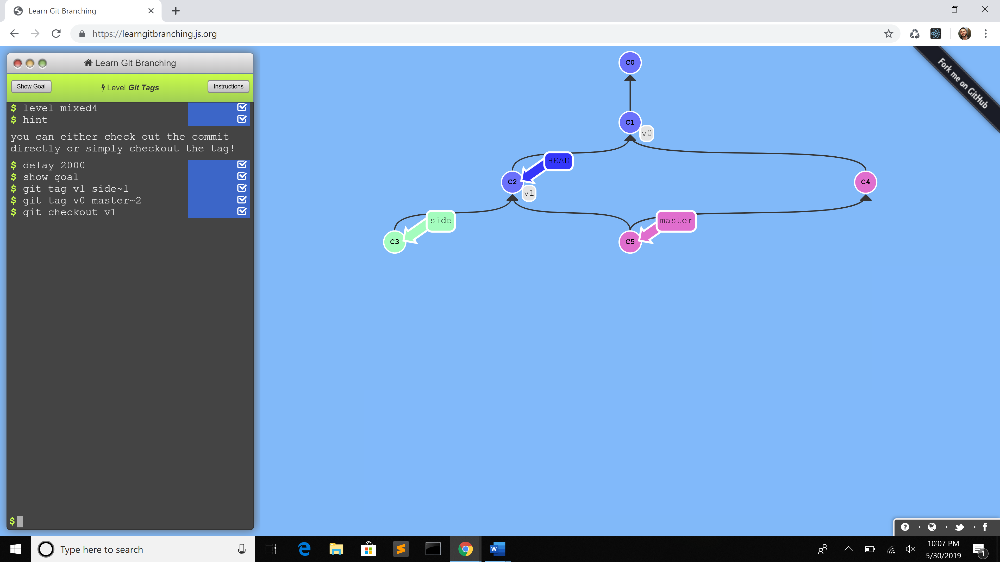 Learn Git Branching
https://learngitbranching.js.org
Learn Git Branching
Show Goal
Level Git Tags
Instructions
$ level mixed4
$ hint
you can either check out the commit
directly or simply checkout the tag!
$ delay 2000
$ show goal
$ git tag v1 side~1
$ git tag v0 master~2
$ git checkout v1
$
C0
C1
v0
HEAD
C2
v1
C4
side
master
C3
C5
Fork me on GitHub
Type here to search
10:07 PM
5/30/2019
1